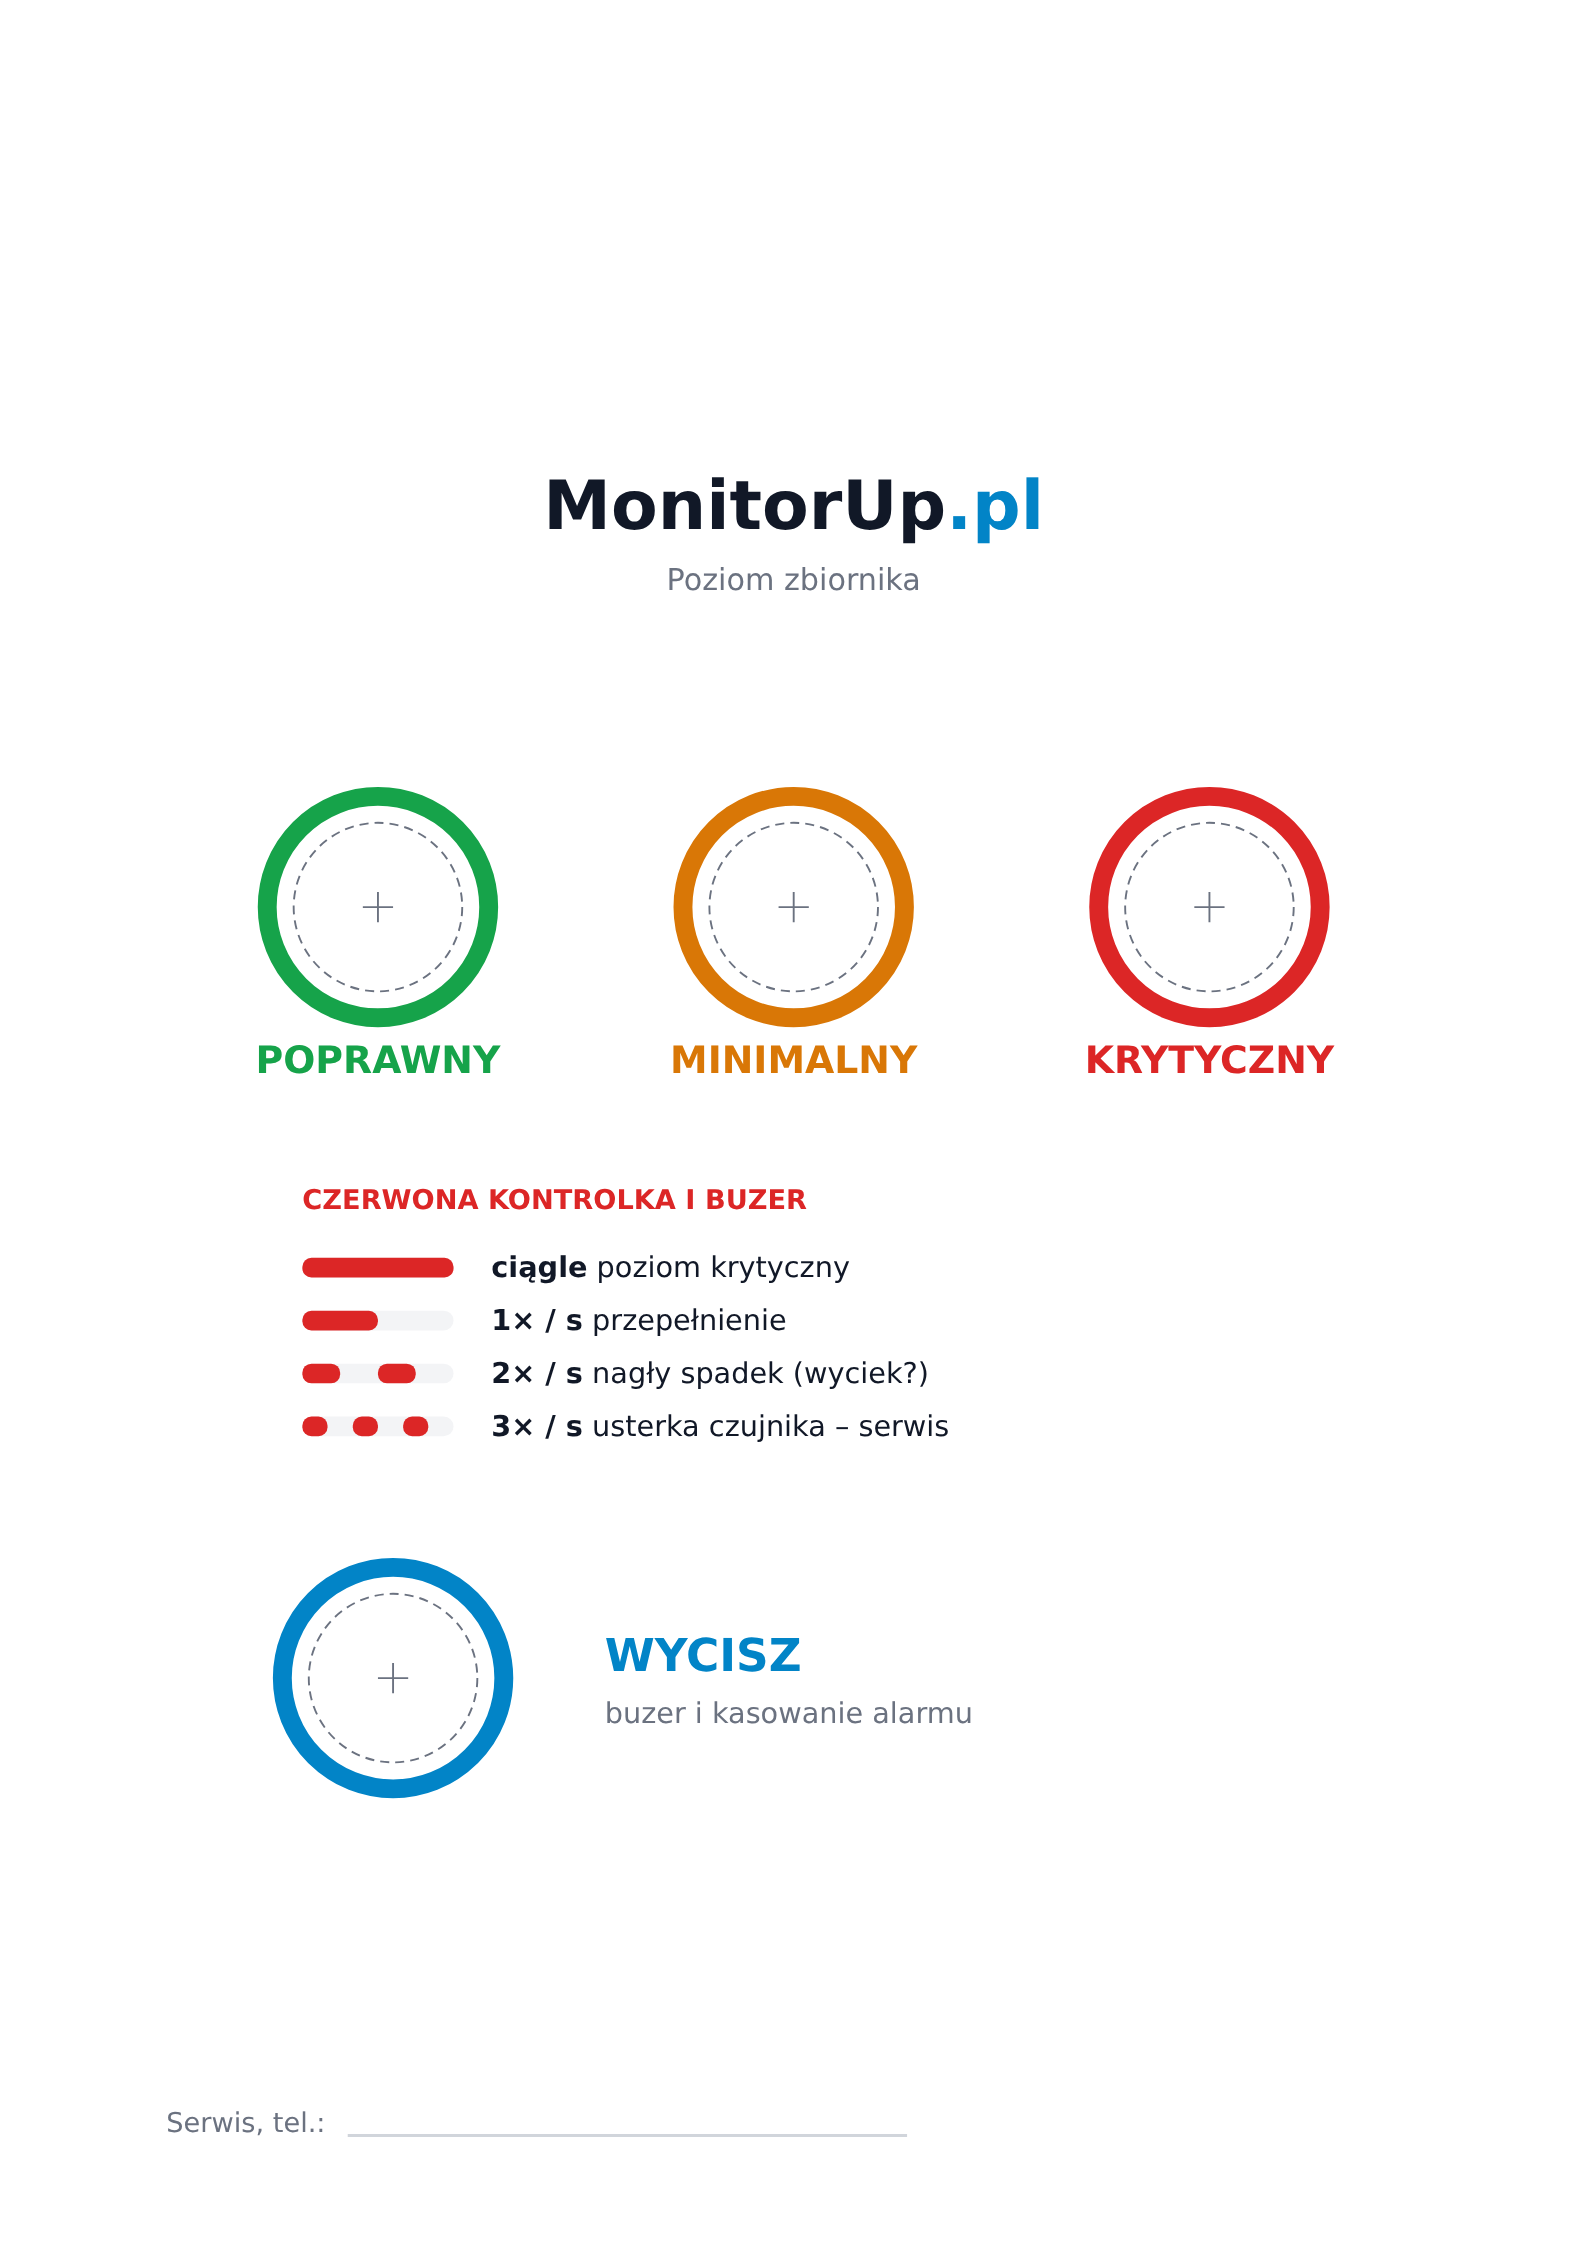 MonitorUp.pl
Poziom zbiornika
POPRAWNY MINIMALNY KRYTYCZNY
CZERWONA KONTROLKA I BUZER
ciągle poziom krytyczny
1× / s przepełnienie
2× / s nagły spadek (wyciek?)
3× / s usterka czujnika – serwis
WYCISZ
buzer i kasowanie alarmu
Serwis, tel.: